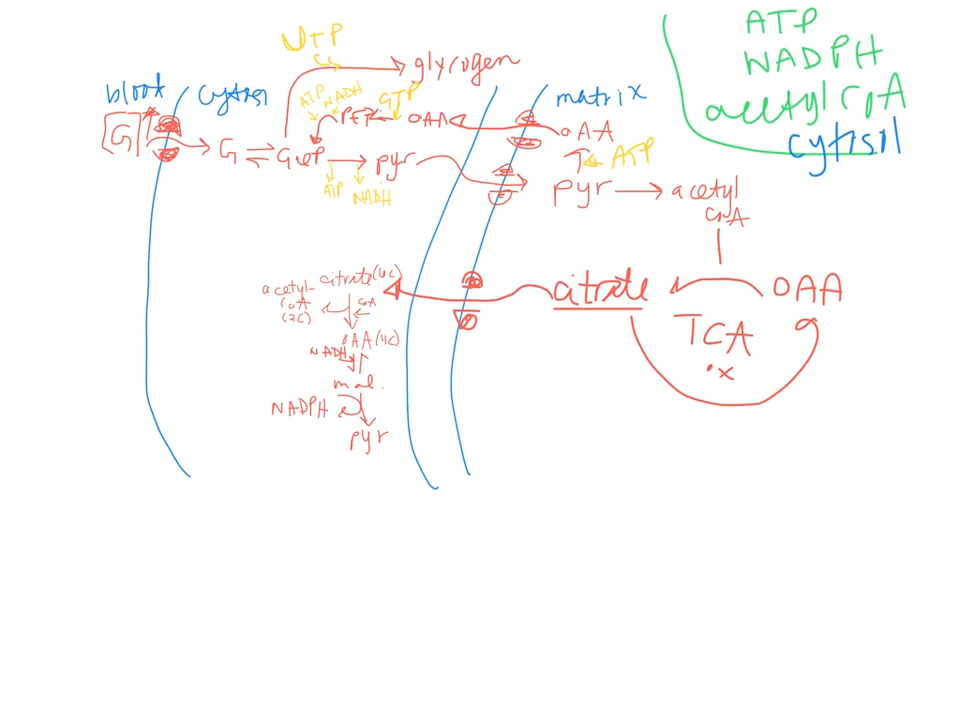 UTP
glycogen
ATP
NADPH
acetyl CoA
cytosol
blood
cytosol
matrix
ATP
NADH
GTP
PEP
OAA
OAA
G
G
G6P
pyr
ATP
ATP
NADH
pyr
acetyl
CoA
acetyl-
CoA
(2C)
citrate(6C)
CoA
citrate
OAA
OAA(4C)
TCA
NADH
mal.
NADPH
pyr